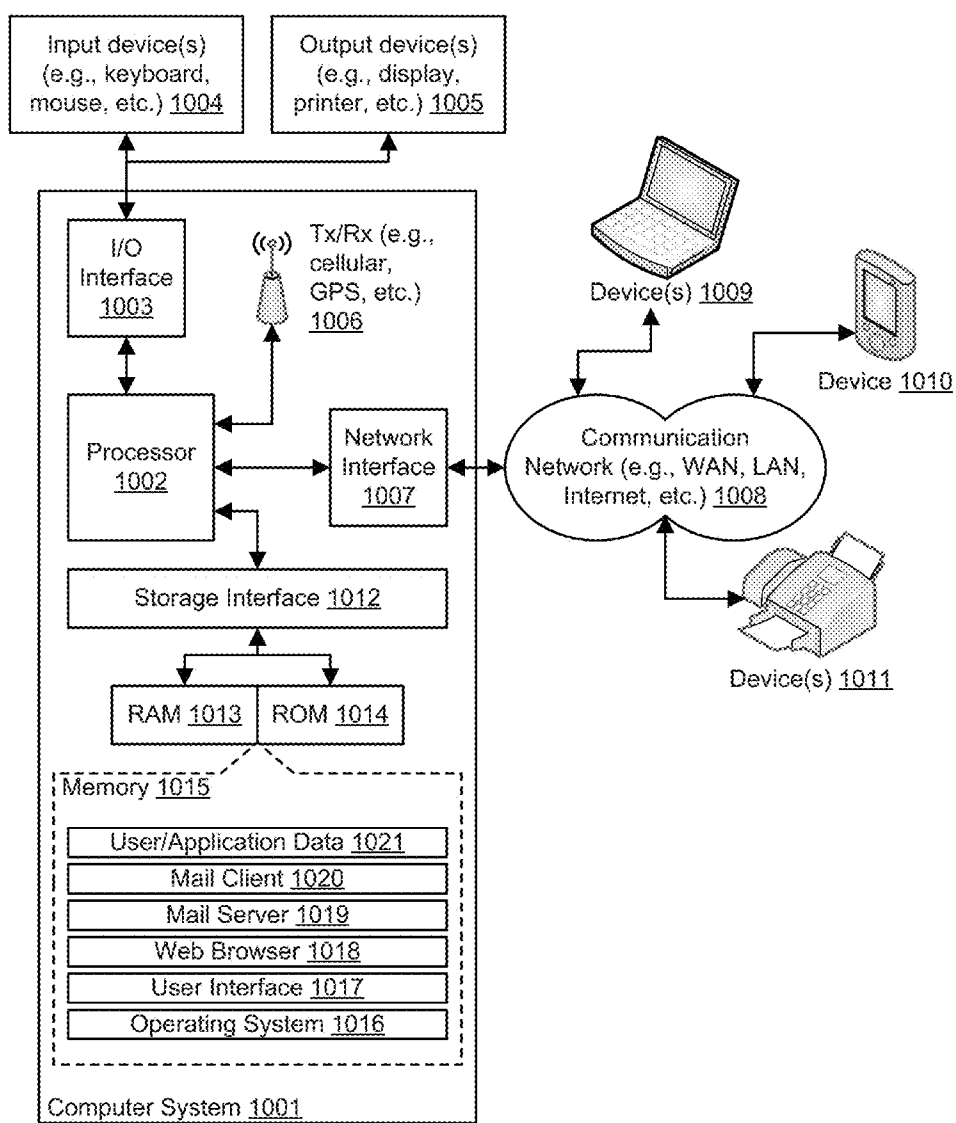 Input device(s)
(e.g., keyboard,
mouse, etc.) 1004
Output device(s)
(e.g., display,
printer, etc.) 1005
I/O
Interface
1003
Tx/Rx (e.g.,
cellular,
GPS, etc.)
1006
Device(s) 1009
Device 1010
Processor
1002
Network
Interface
1007
Communication
Network (e.g., WAN, LAN,
Internet, etc.) 1008
Device(s) 1011
Storage Interface 1012
RAM 1013
ROM 1014
Memory 1015
User/Application Data 1021
Mail Client 1020
Mail Server 1019
Web Browser 1018
User Interface 1017
Operating System 1016
Computer System 1001